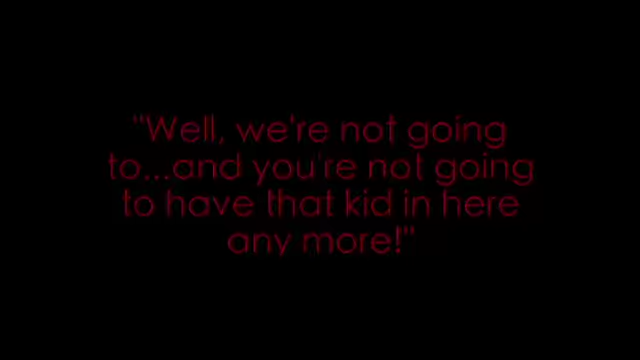 "Well, we're not going
to...and you're not going
to have that kid in here
any more!"